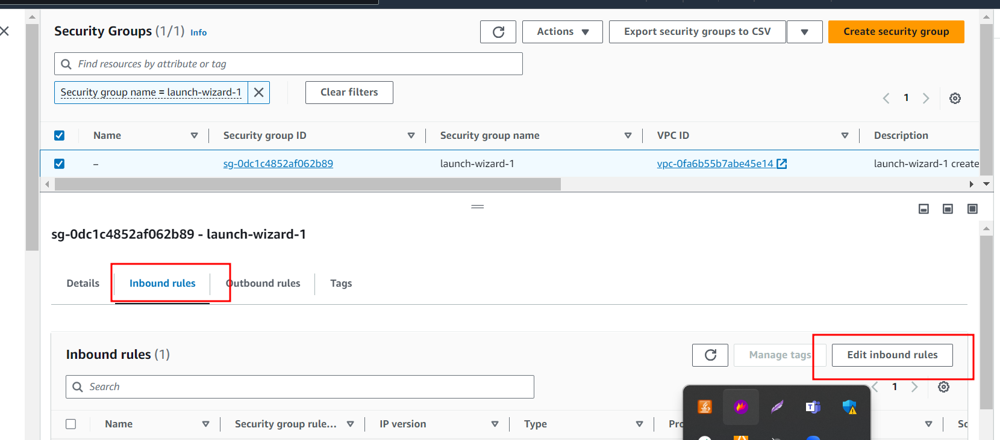 Security Groups (1/1) Info
Actions
Export security groups to CSV
Create security group
Find resources by attribute or tag
Security group name = launch-wizard-1
Clear filters
1
Name
Security group ID
Security group name
VPC ID
Description
–
sg-0dc1c4852af062b89
launch-wizard-1
vpc-0fa6b55b7abe45e14
launch-wizard-1 create
sg-0dc1c4852af062b89 - launch-wizard-1
Details
Inbound rules
Outbound rules
Tags
Inbound rules (1)
Manage tags
Edit inbound rules
Search
1
Name
Security group rule...
IP version
Type